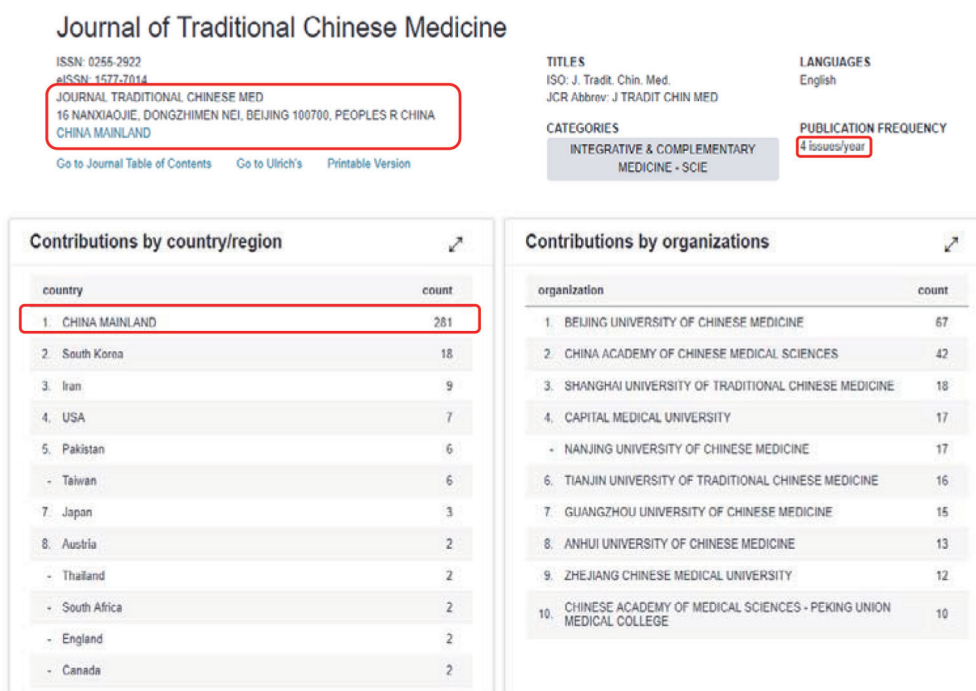 Journal of Traditional Chinese Medicine
ISSN: 0255-2922
eISSN: 1577-7014
JOURNAL TRADITIONAL CHINESE MED
16 NANXIAOJIE, DONGZHIMEN NEI, BEIJING 100700, PEOPLES R CHINA
CHINA MAINLAND
Go to Journal Table of Contents Go to Ulrich's Printable Version
TITLES
ISO: J. Tradit. Chin. Med.
JCR Abbrev: J TRADIT CHIN MED
CATEGORIES
INTEGRATIVE & COMPLEMENTARY
MEDICINE - SCIE
LANGUAGES
English
PUBLICATION FREQUENCY
4 issues/year
Contributions by country/region
country count
1. CHINA MAINLAND 281
2. South Korea 18
3. Iran 9
4. USA 7
5. Pakistan 6
- Taiwan 6
7. Japan 3
8. Austria 2
- Thailand 2
- South Africa 2
- England 2
- Canada 2
Contributions by organizations
organization count
1. BEIJING UNIVERSITY OF CHINESE MEDICINE 67
2. CHINA ACADEMY OF CHINESE MEDICAL SCIENCES 42
3. SHANGHAI UNIVERSITY OF TRADITIONAL CHINESE MEDICINE 18
4. CAPITAL MEDICAL UNIVERSITY 17
- NANJING UNIVERSITY OF CHINESE MEDICINE 17
6. TIANJIN UNIVERSITY OF TRADITIONAL CHINESE MEDICINE 16
7. GUANGZHOU UNIVERSITY OF CHINESE MEDICINE 15
8. ANHUI UNIVERSITY OF CHINESE MEDICINE 13
9. ZHEJIANG CHINESE MEDICAL UNIVERSITY 12
10. CHINESE ACADEMY OF MEDICAL SCIENCES - PEKING UNION
MEDICAL COLLEGE 10